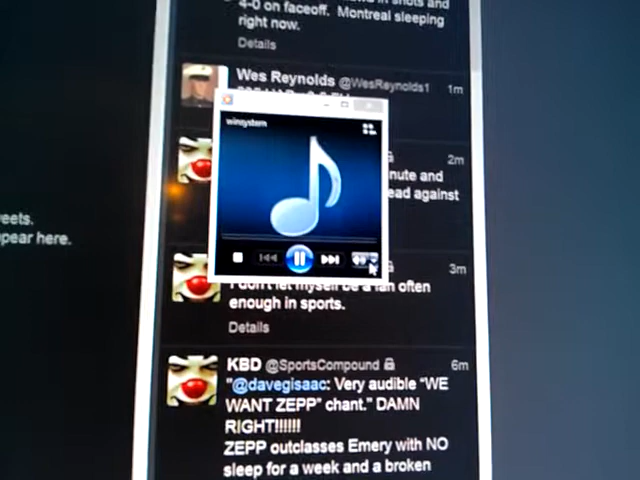 4-0 on faceoff. Montreal sleeping
right now.
Details
Wes Reynolds @WesReynolds1 1m
winsystem
2m
nute and
ead against
eets.
pear here.
3m
I don't let myself be a fan often
enough in sports.
Details
KBD @SportsCompound 6m
"@davegisaac: Very audible "WE
WANT ZEPP" chant." DAMN
RIGHT!!!!!!
ZEPP outclasses Emery with NO
sleep for a week and a broken